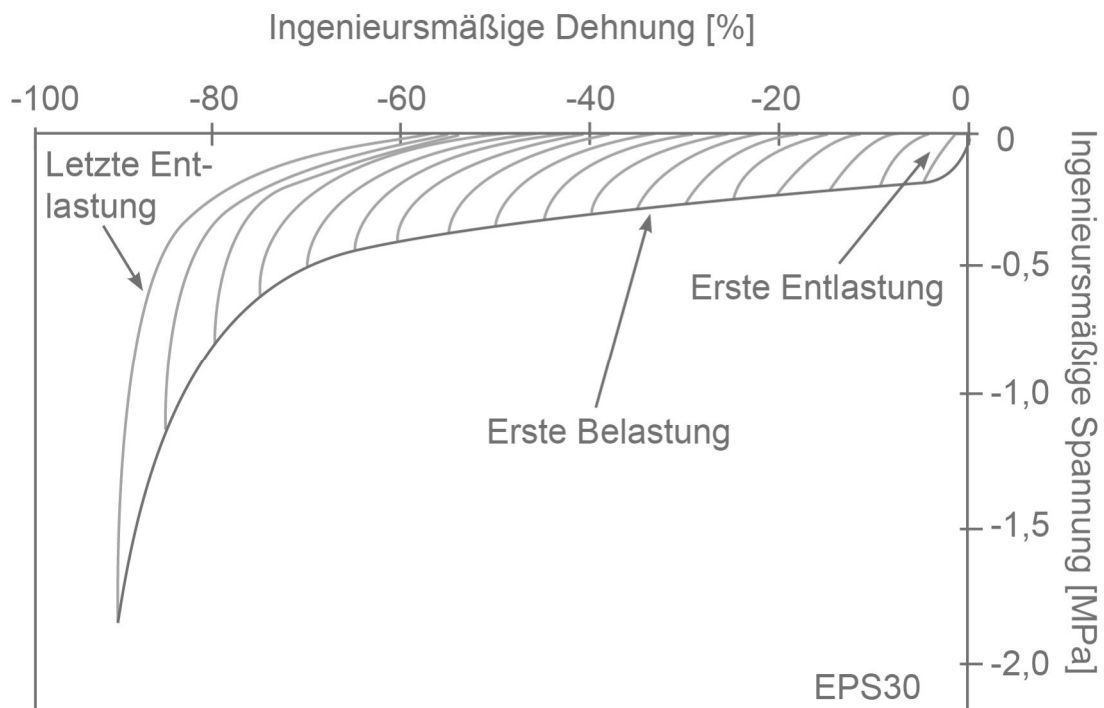 Ingenieursmäßige Dehnung [%]
-100 -80 -60 -40 -20 0
0
Letzte Ent-
lastung
-0,5
Erste Entlastung
Erste Belastung
-1,0
-1,5
-2,0
EPS30
Ingenieursmäßige Spannung [MPa]